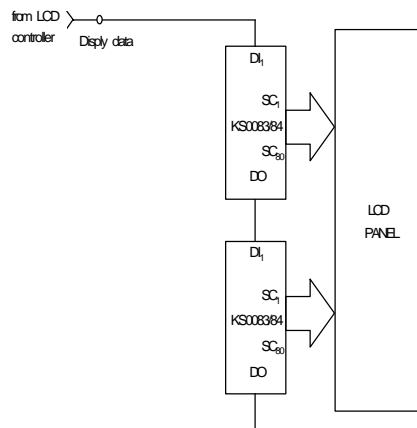 from LCD
controller
Disply data
DI1
SC1
KS0083/84
SC80
DO
LCD
PANEL
DI1
SC1
KS0083/84
SC80
DO